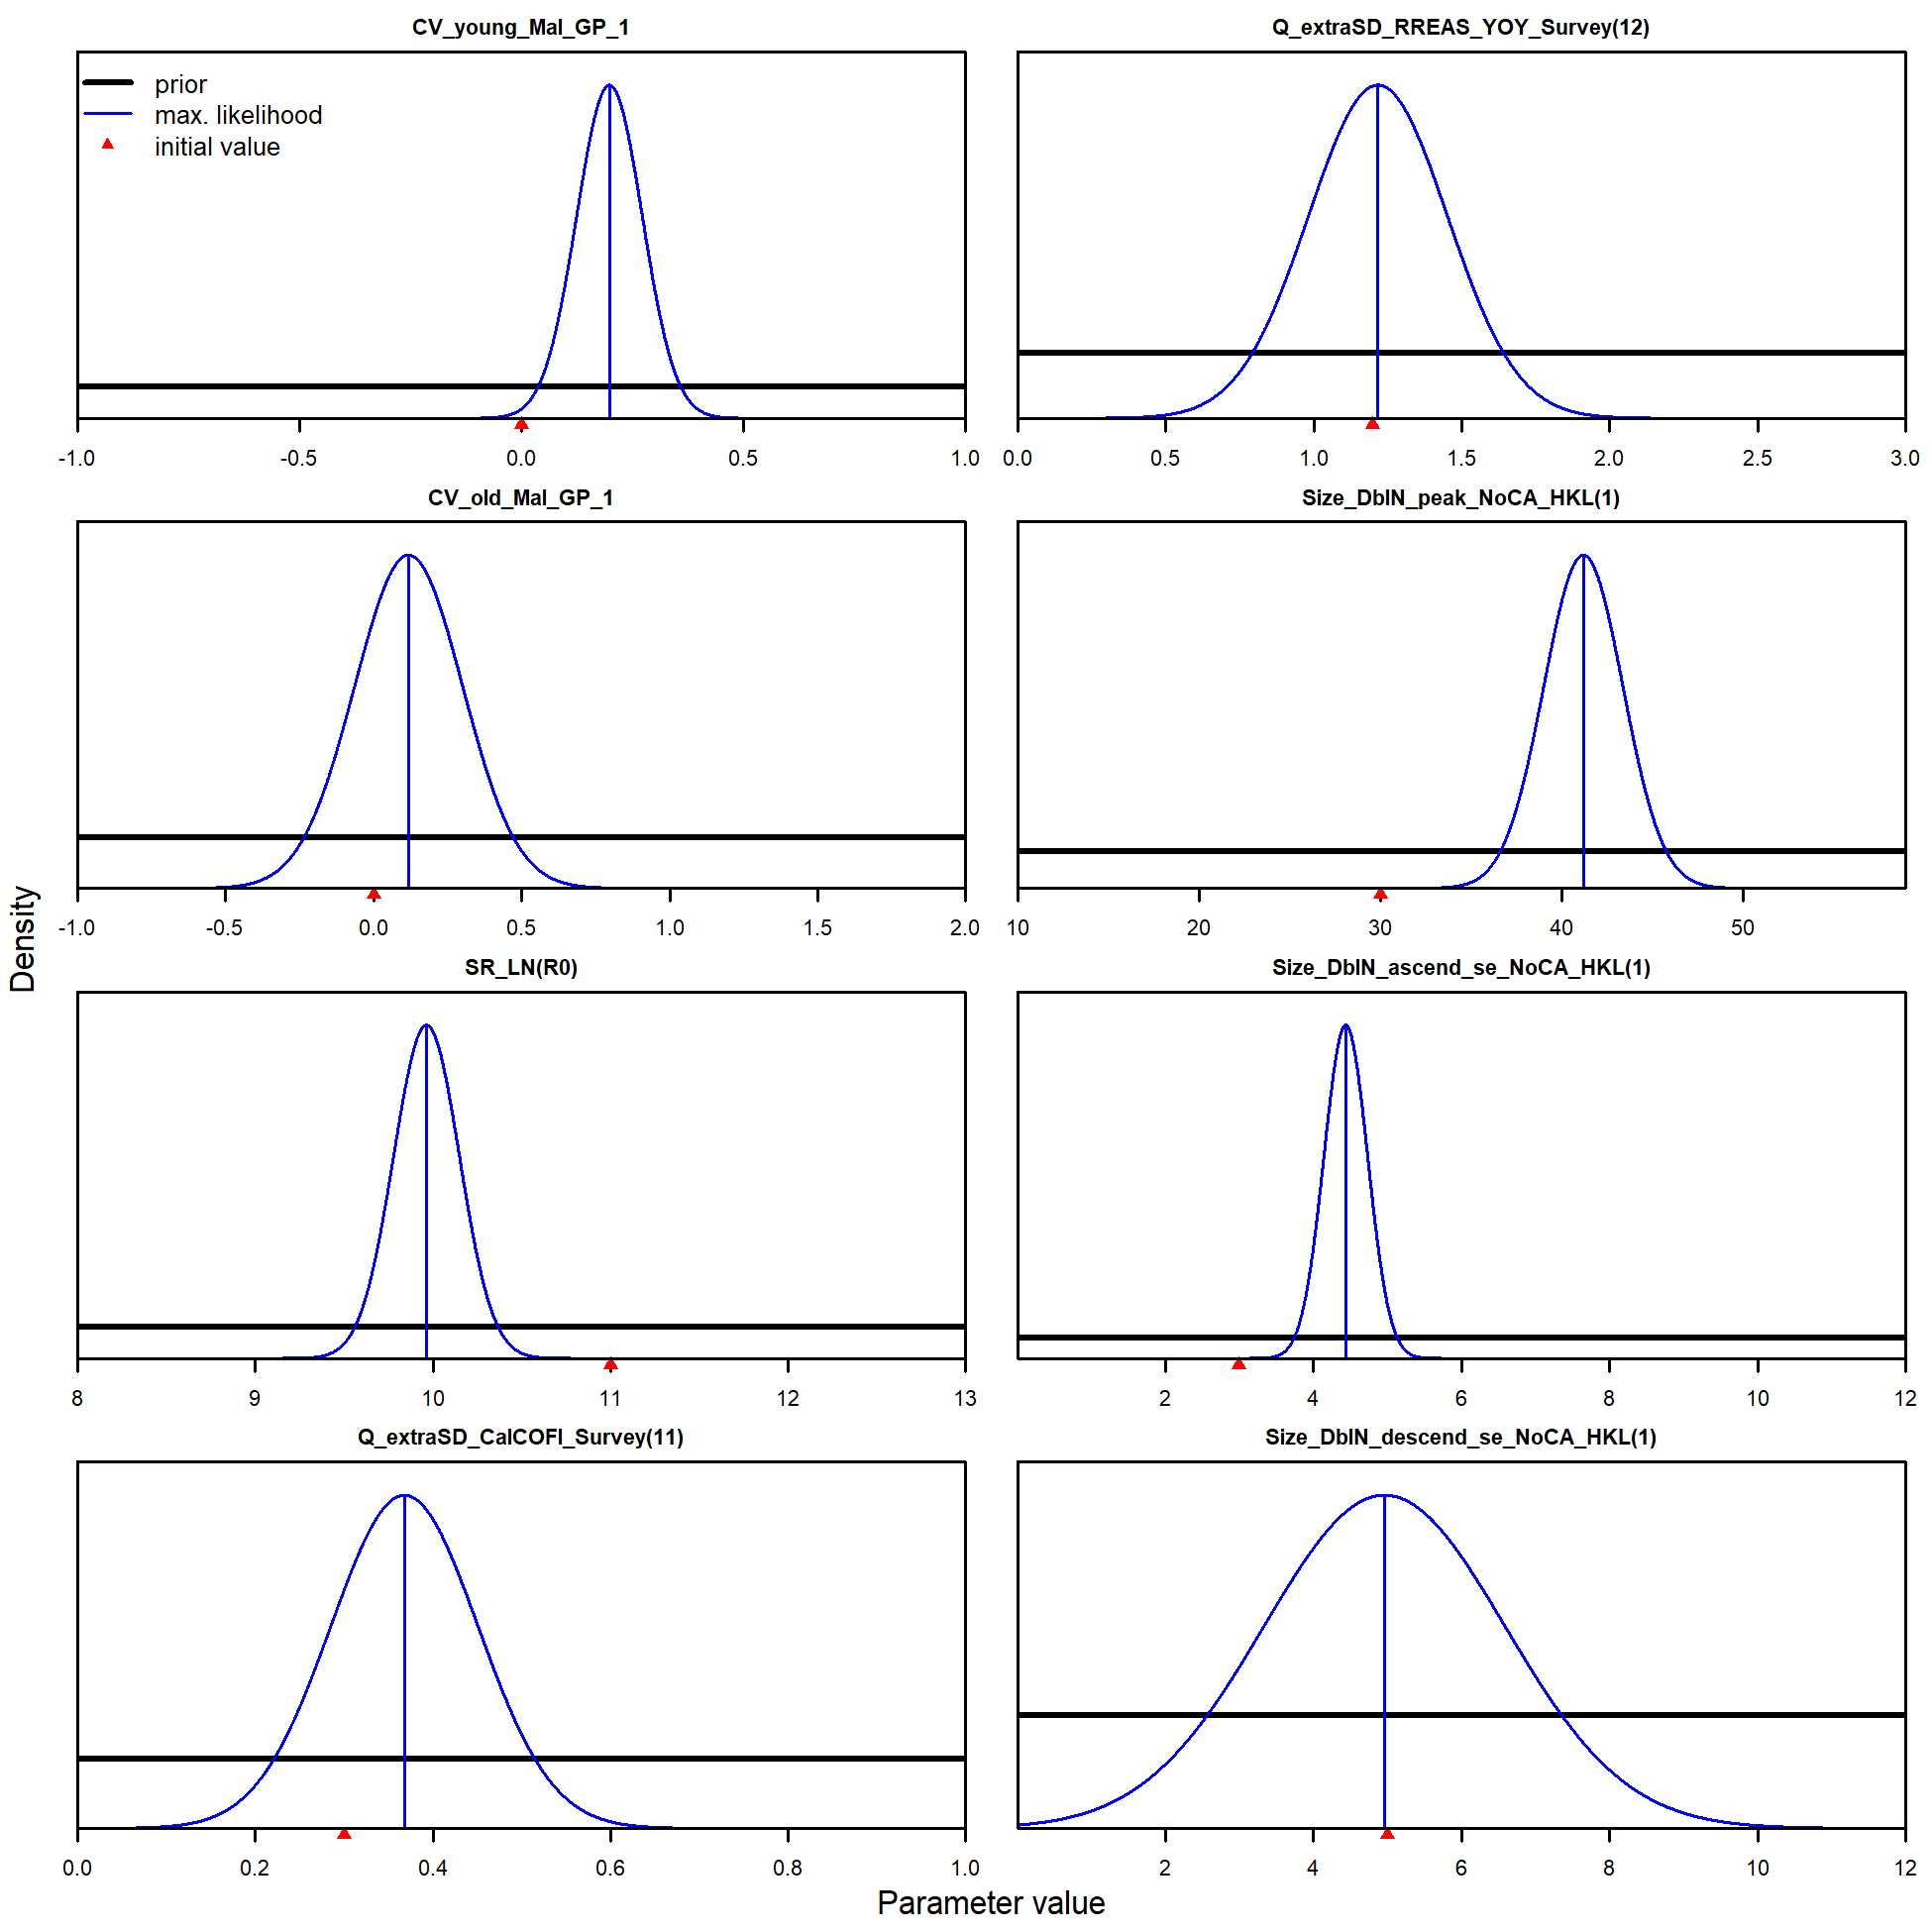 CV_young_Mal_GP_1
prior
max. likelihood
initial value
-1.0 -0.5 0.0 0.5 1.0
Q_extraSD_RREAS_YOY_Survey(12)
0.0 0.5 1.0 1.5 2.0 2.5 3.0
CV_old_Mal_GP_1
-1.0 -0.5 0.0 0.5 1.0 1.5 2.0
Size_DblN_peak_NoCA_HKL(1)
10 20 30 40 50
SR_LN(R0)
8 9 10 11 12 13
Size_DblN_ascend_se_NoCA_HKL(1)
2 4 6 8 10 12
Q_extraSD_CalCOFI_Survey(11)
0.0 0.2 0.4 0.6 0.8 1.0
Size_DblN_descend_se_NoCA_HKL(1)
2 4 6 8 10 12
Density
Parameter value